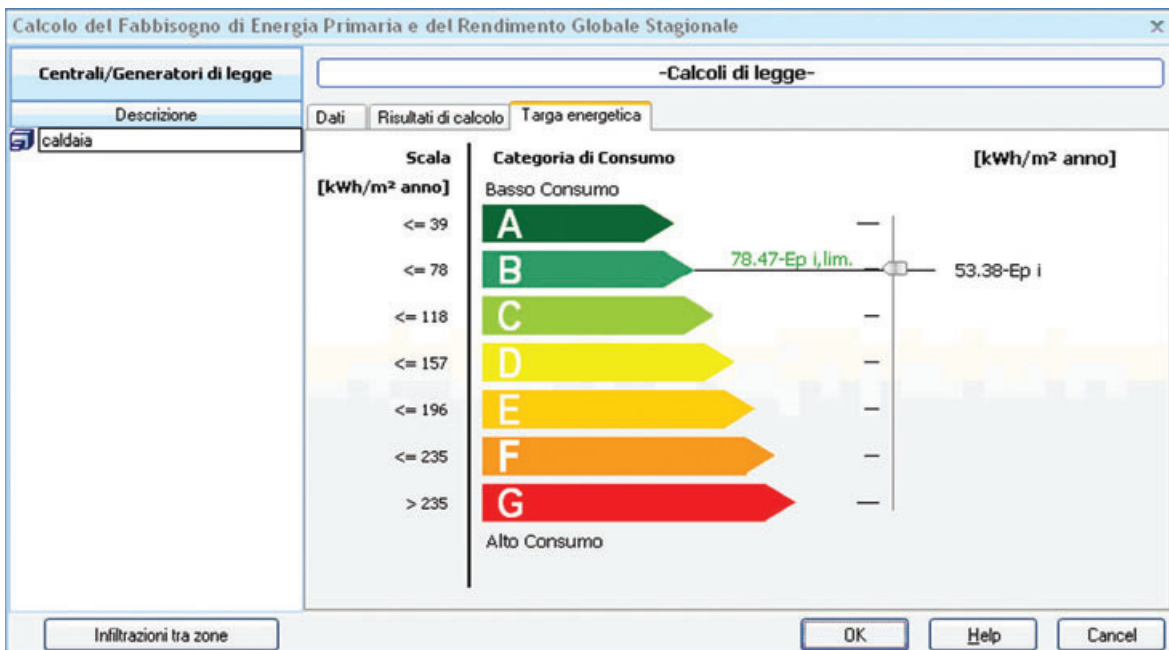 Calcolo del Fabbisogno di Energia Primaria e del Rendimento Globale Stagionale
x
Centrali/Generatori di legge
-Calcoli di legge-
Descrizione
Dati
Risultati di calcolo
Targa energetica
caldaia
Scala
Categoria di Consumo
[kWh/m² anno]
[kWh/m² anno]
Basso Consumo
<= 39
A
<= 78
B
78.47-Ep i,lim.
53.38-Ep i
<= 118
C
<= 157
D
<= 196
E
<= 235
F
> 235
G
Alto Consumo
Infiltrazioni tra zone
OK
Help
Cancel